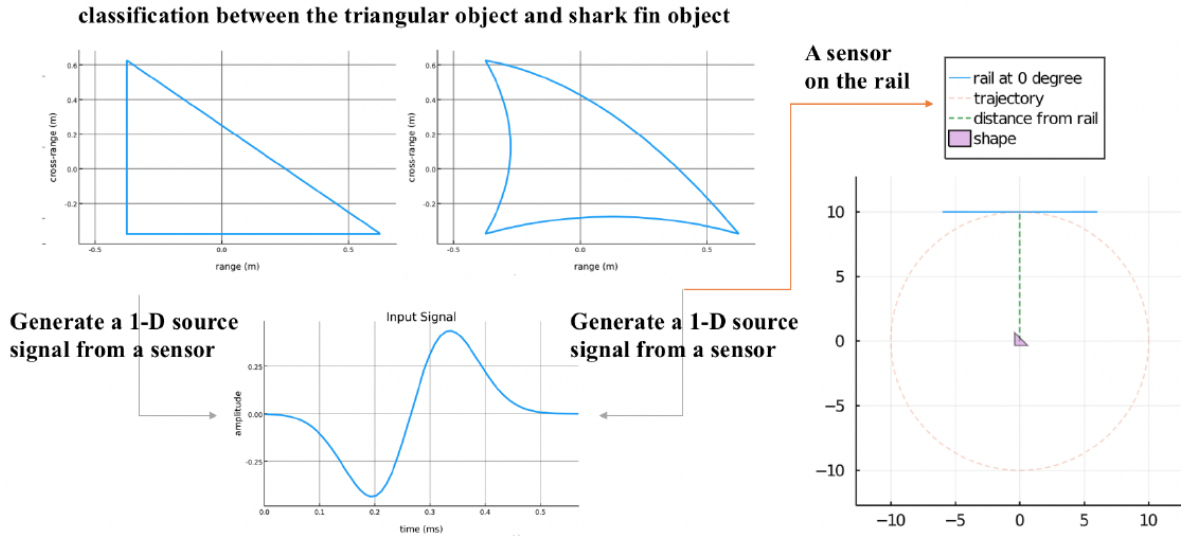 classification between the triangular object and shark fin object
0.6
0.4
0.2
0.0
-0.2
cross-range (m)
-0.5
0.0
0.5
range (m)
0.6
0.4
0.2
0.0
-0.2
cross-range (m)
-0.5
0.0
0.5
range (m)
A sensor
on the rail
rail at 0 degree
trajectory
distance from rail
shape
Generate a 1-D source
signal from a sensor
Input Signal
0.25
0.00
-0.25
amplitude
0.0
0.1
0.2
0.3
0.4
0.5
time (ms)
Generate a 1-D source
signal from a sensor
10
5
0
−5
−10
−10
−5
0
5
10